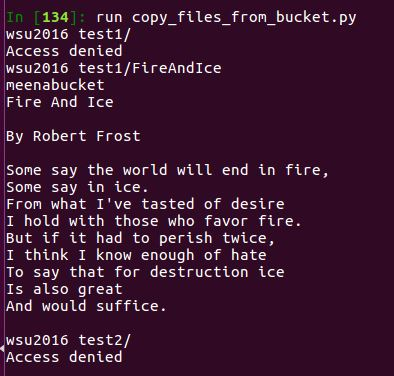 In [134]: run copy_files_from_bucket.py
wsu2016 test1/
Access denied
wsu2016 test1/FireAndIce
meenabucket
Fire And Ice
By Robert Frost
Some say the world will end in fire,
Some say in ice.
From what I've tasted of desire
I hold with those who favor fire.
But if it had to perish twice,
I think I know enough of hate
To say that for destruction ice
Is also great
And would suffice.
wsu2016 test2/
Access denied